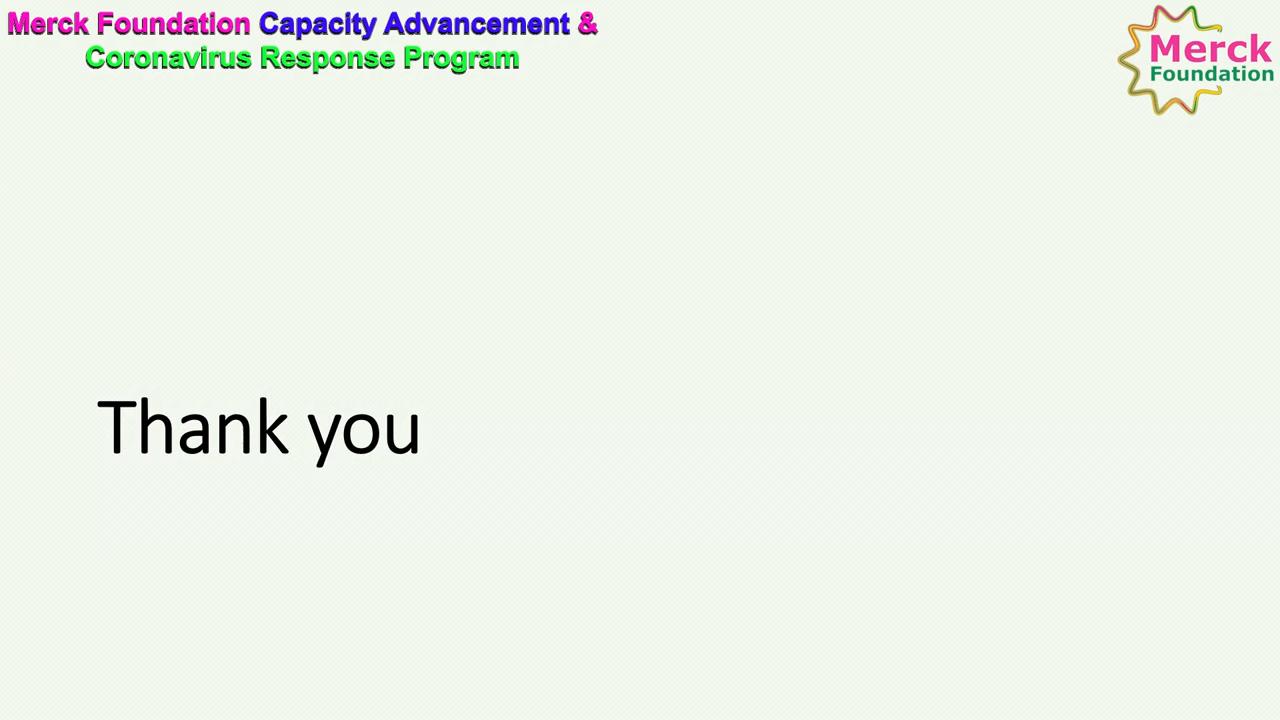 Merck Foundation Capacity Advancement &
Coronavirus Response Program
Merck
Foundation
Thank you